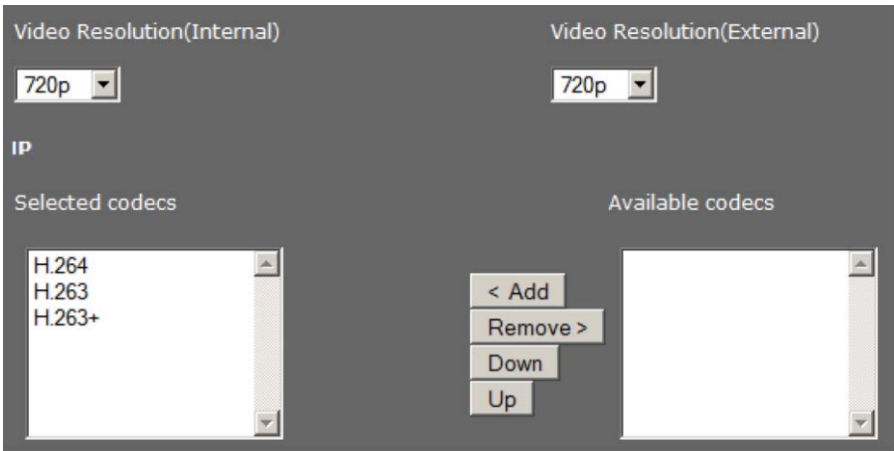 Video Resolution(Internal) Video Resolution(External)
720p 720p
IP
Selected codecs Available codecs
H.264
H.263
H.263+
< Add
Remove >
Down
Up